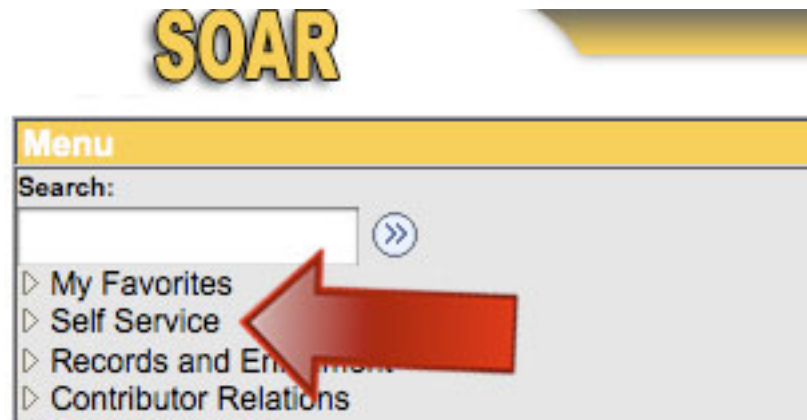 SOAR
Menu
Search:
My Favorites
Self Service
Records and
Contributor Relations